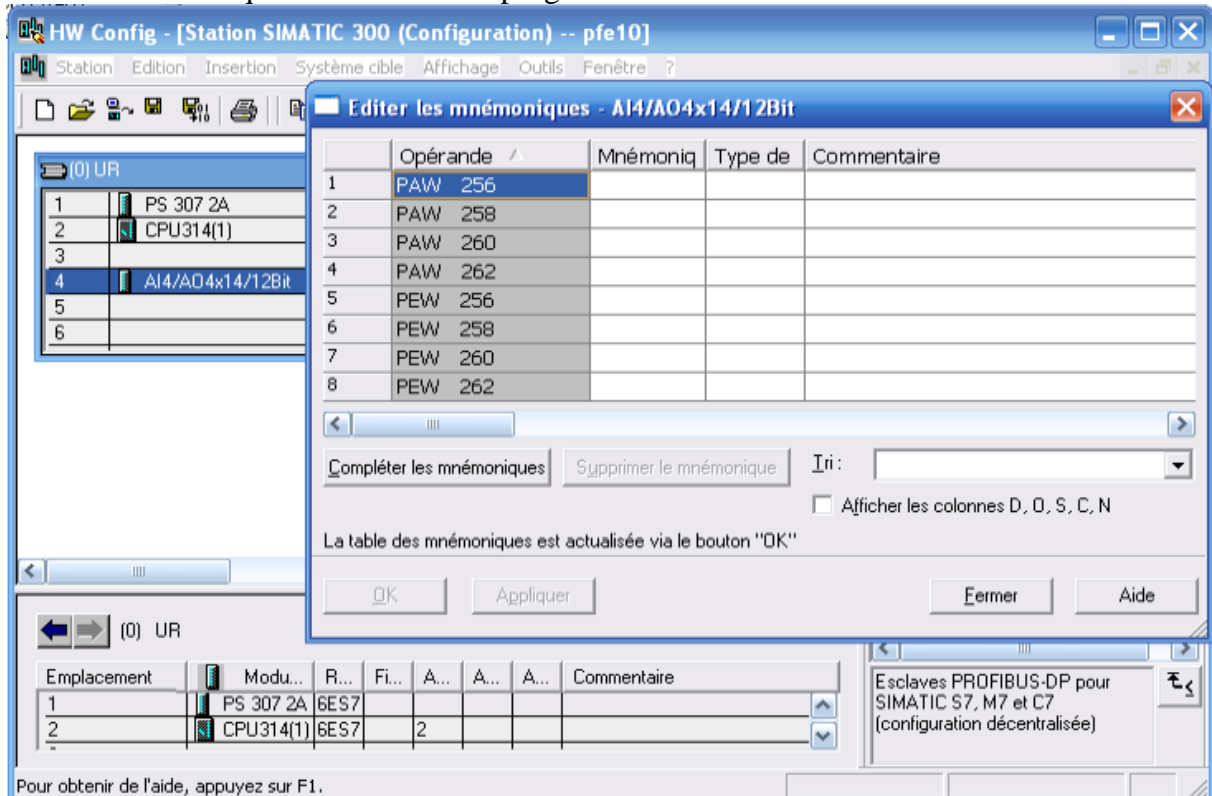 HW Config - [Station SIMATIC 300 (Configuration) -- pfe10]
Station Edition Insertion Système cible Affichage Outils Fenêtre ?
Editer les mnémoniques - AI4/AO4x14/12Bit
(0) UR
1 PS 307 2A
2 CPU314(1)
3
4 AI4/AO4x14/12Bit
5
6
Opérande Mnémoniq Type de Commentaire
1 PAW 256
2 PAW 258
3 PAW 260
4 PAW 262
5 PEW 256
6 PEW 258
7 PEW 260
8 PEW 262
Compléter les mnémoniques Supprimer le mnémonique Tri :
Afficher les colonnes D, O, S, C, N
La table des mnémoniques est actualisée via le bouton "OK"
OK Appliquer Fermer Aide
(0) UR
Emplacement Modu... R... Fi... A... A... A... Commentaire
1 PS 307 2A 6ES7
2 CPU314(1) 6ES7 2
Esclaves PROFIBUS-DP pour
SIMATIC S7, M7 et C7
(configuration décentralisée)
Pour obtenir de l'aide, appuyez sur F1.